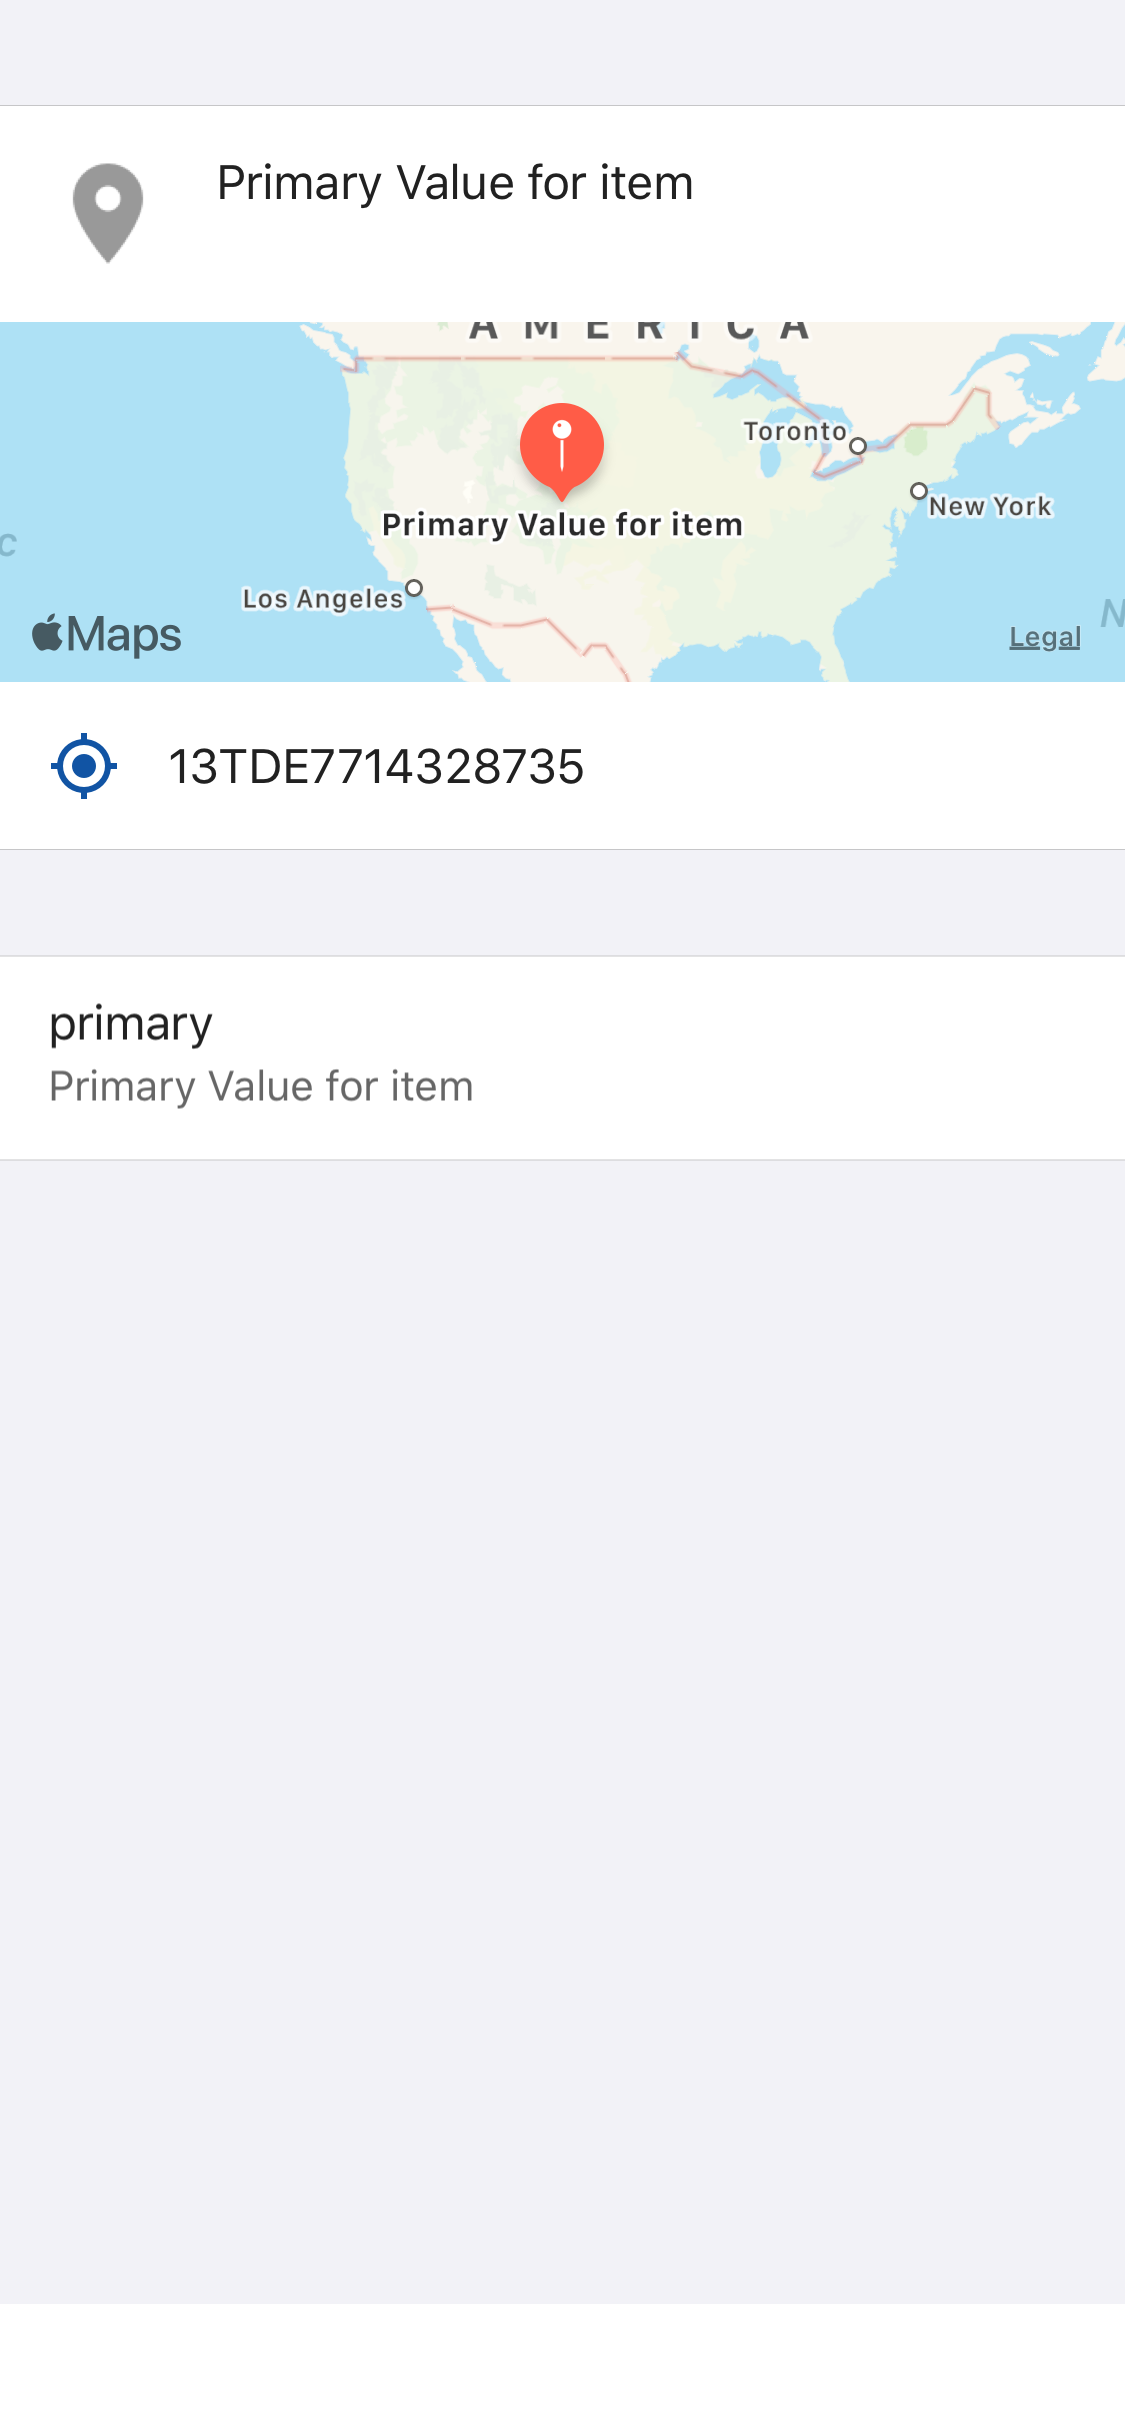 Primary Value for item
AMERICA
Toronto
New York
Primary Value for item
Los Angeles
Maps
Legal
N
13TDE7714328735
primary
Primary Value for item